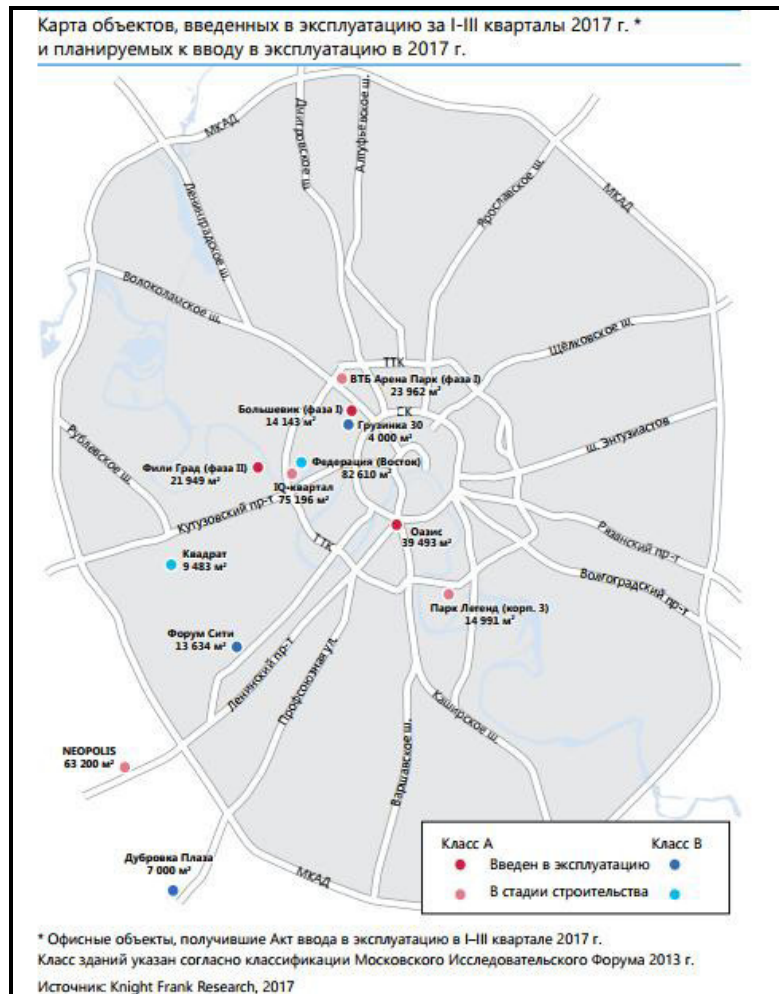 Карта объектов, введенных в эксплуатацию за I-III кварталы 2017 г. *
и планируемых к вводу в эксплуатацию в 2017 г.
МКАД
Дмитровское ш.
Алтуфьевское ш.
Ярославское ш.
МКАД
Ленинградское ш.
Волоколамское ш.
Щёлковское ш.
ТТК
ВТБ Арена Парк (фаза I)
23 962 м²
Большевик (фаза I)
14 143 м²
СК
Грузинка 30
4 000 м²
Рублевское ш.
ш. Энтузиастов
Фили Град (фаза II)
21 949 м²
Федерация (Восток)
82 610 м²
IQ-квартал
75 196 м²
Кутузовский пр-т
ТТК
Оазис
39 493 м²
Рязанский пр-т
Волгоградский пр-т
Квадрат
9 483 м²
Парк Легенд (корп. 3)
14 991 м²
Форум Сити
13 634 м²
Ленинский пр-т
Профсоюзная ул.
Варшавское ш.
Каширское ш.
NEOPOLIS
63 200 м²
Дубровка Плаза
7 000 м²
МКАД
Класс А
Класс В
Введен в эксплуатацию
В стадии строительства
* Офисные объекты, получившие Акт ввода в эксплуатацию в I–III квартале 2017 г.
Класс зданий указан согласно классификации Московского Исследовательского Форума 2013 г.
Источник: Knight Frank Research, 2017